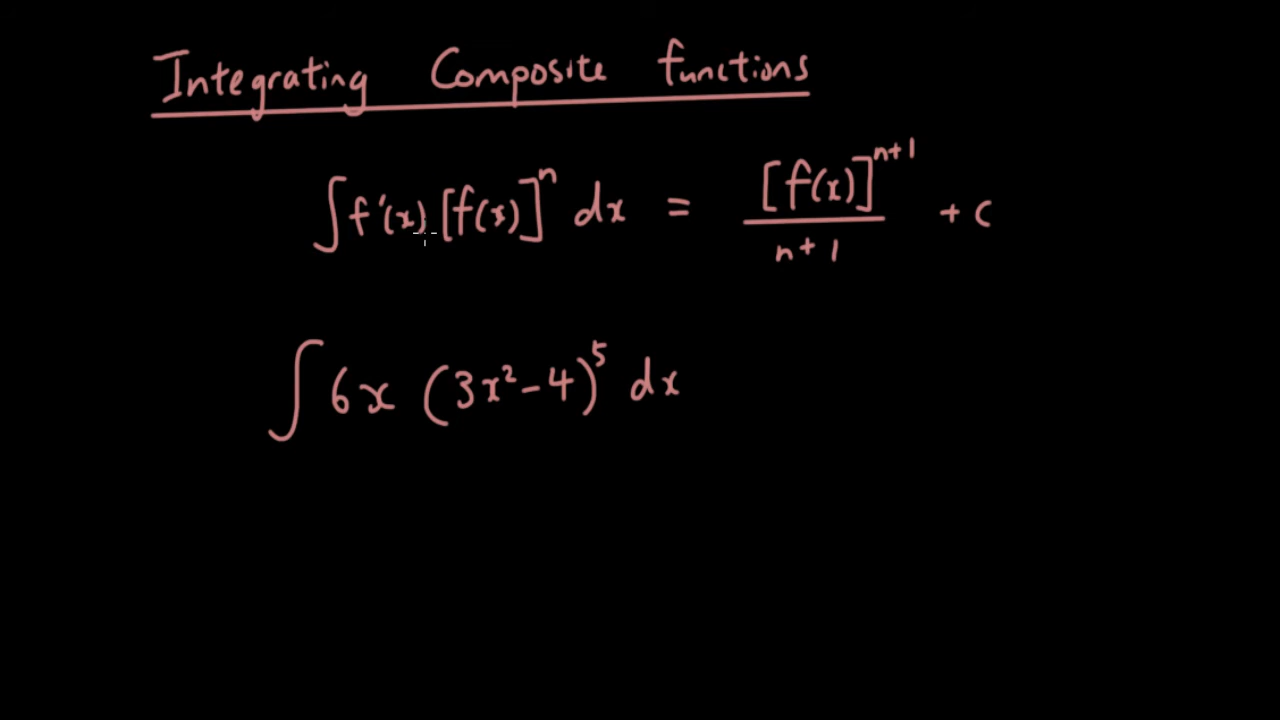 Integrating Composite functions
∫ f'(x) [f(x)]ⁿ dx = [f(x)]ⁿ⁺¹ / n+1 + C
∫ 6x (3x²-4)⁵ dx